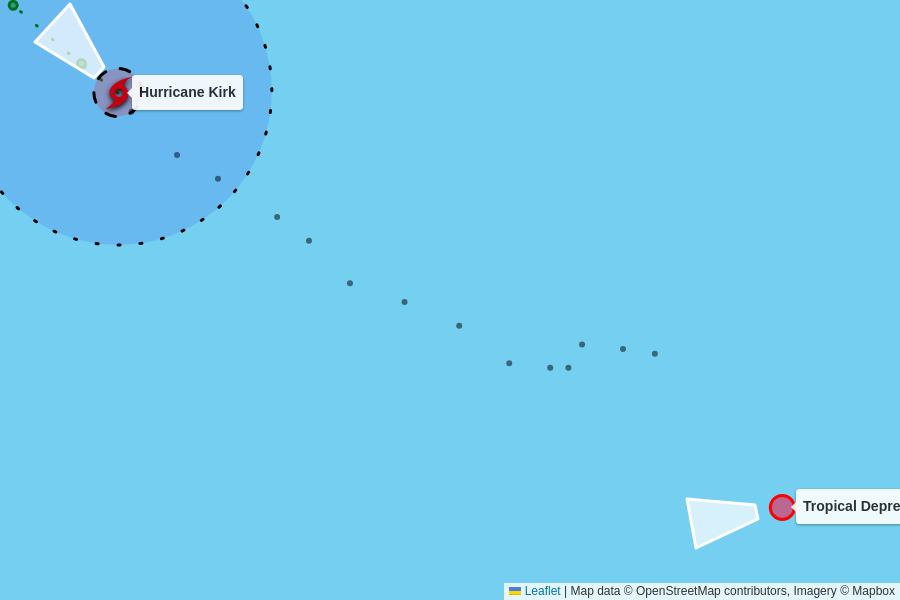 Hurricane Kirk
Tropical Depre
Leaflet | Map data © OpenStreetMap contributors, Imagery © Mapbox